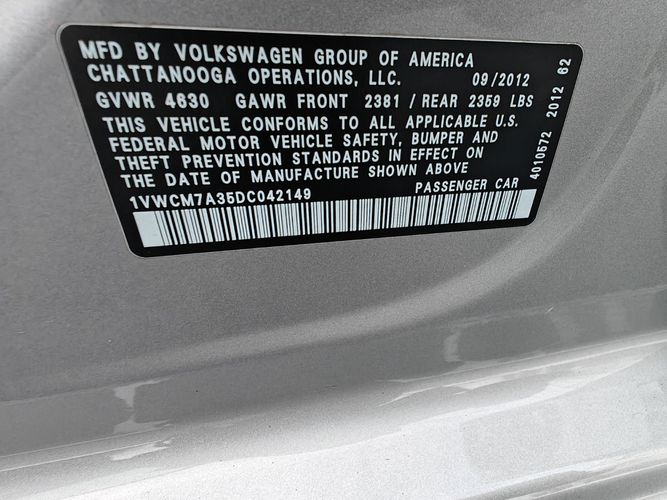 MFD BY VOLKSWAGEN GROUP OF AMERICA
CHATTANOOGA OPERATIONS, LLC. 09/2012
GVWR 4630 GAWR FRONT 2381 / REAR 2359 LBS
THIS VEHICLE CONFORMS TO ALL APPLICABLE U.S.
FEDERAL MOTOR VEHICLE SAFETY, BUMPER AND
THEFT PREVENTION STANDARDS IN EFFECT ON
THE DATE OF MANUFACTURE SHOWN ABOVE
1VWCM7A35DC042149 PASSENGER CAR
4010572 2012 62